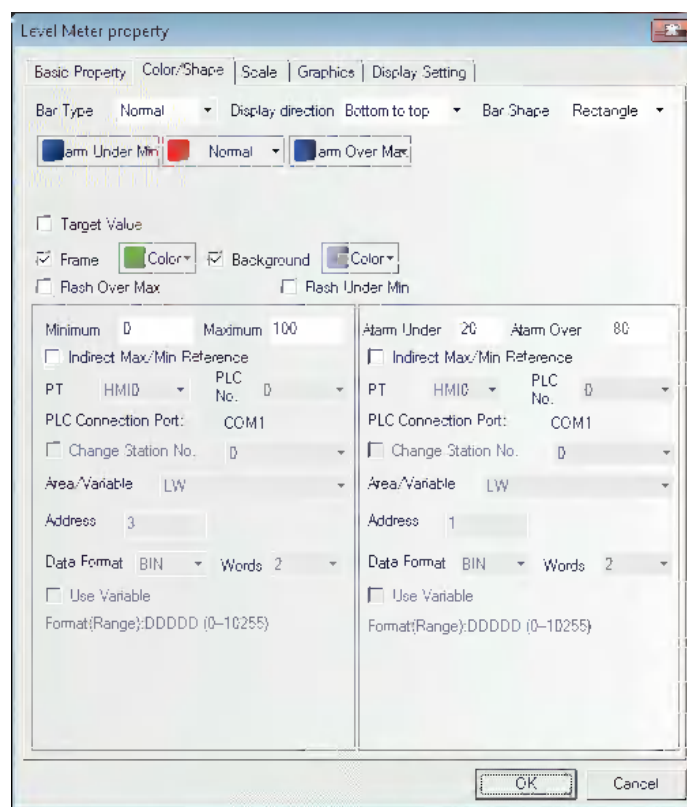 Level Meter property
Basic Property Color/Shape Scale Graphics Display Setting
Bar Type Normal Display direction Bottom to top Bar Shape Rectangle
arm Under Min Normal arm Over Max
Target Value
Frame Color Background Color
Flash Over Max Flash Under Min
Minimum 0 Maximum 100
Indirect Max/Min Reference
PT HMI0 PLC No. 0
PLC Connection Port: COM1
Change Station No. 0
Area/Variable LW
Address 3
Data Format BIN Words 2
Use Variable
Format(Range):DDDDD (0~10255)
Alarm Under 20 Alarm Over 80
Indirect Max/Min Reference
PT HMI0 PLC No. 0
PLC Connection Port: COM1
Change Station No. 0
Area/Variable LW
Address 1
Data Format BIN Words 2
Use Variable
Format(Range):DDDDD (0~10255)
OK Cancel